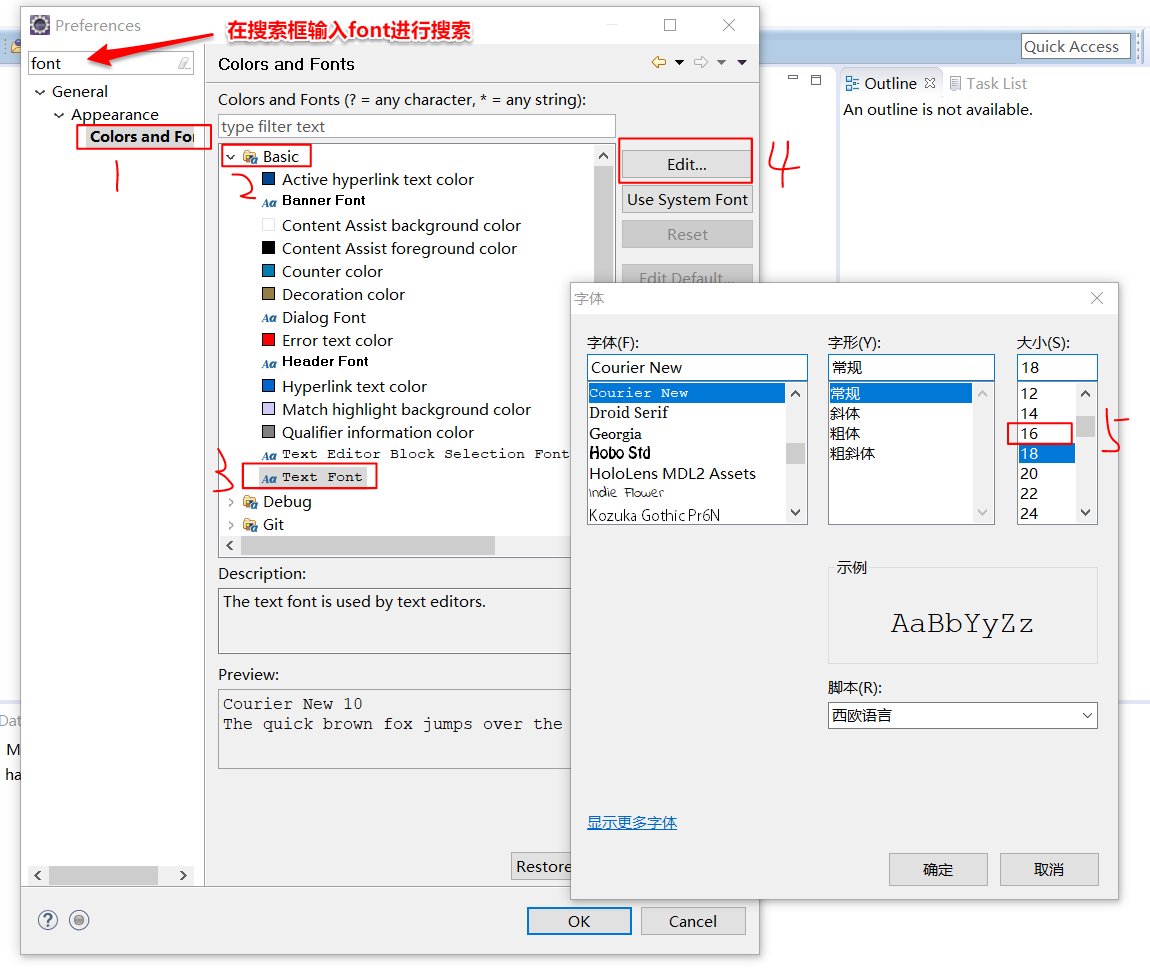 Preferences
在搜索框输入font进行搜索
font
General
Appearance
Colors and For
1
Colors and Fonts
Colors and Fonts (? = any character, * = any string):
type filter text
Basic
2
Active hyperlink text color
Banner Font
Content Assist background color
Content Assist foreground color
Counter color
Decoration color
Dialog Font
Error text color
Header Font
Hyperlink text color
Match highlight background color
Qualifier information color
Text Editor Block Selection Font
3
Text Font
Debug
Git
Edit...
4
Use System Font
Reset
Edit Default...
Description:
The text font is used by text editors.
Preview:
Courier New 10
The quick brown fox jumps over the
Restore
OK
Cancel
Quick Access
Outline
Task List
An outline is not available.
Dat
M
ha
字体
字体(F):
Courier New
Courier New
Droid Serif
Georgia
Hobo Std
HoloLens MDL2 Assets
Indie Flower
Kozuka Gothic Pr6N
字形(Y):
常规
常规
斜体
粗体
粗斜体
大小(S):
18
12
14
16
18
20
22
24
5
示例
AaBbYyZz
脚本(R):
西欧语言
显示更多字体
确定
取消